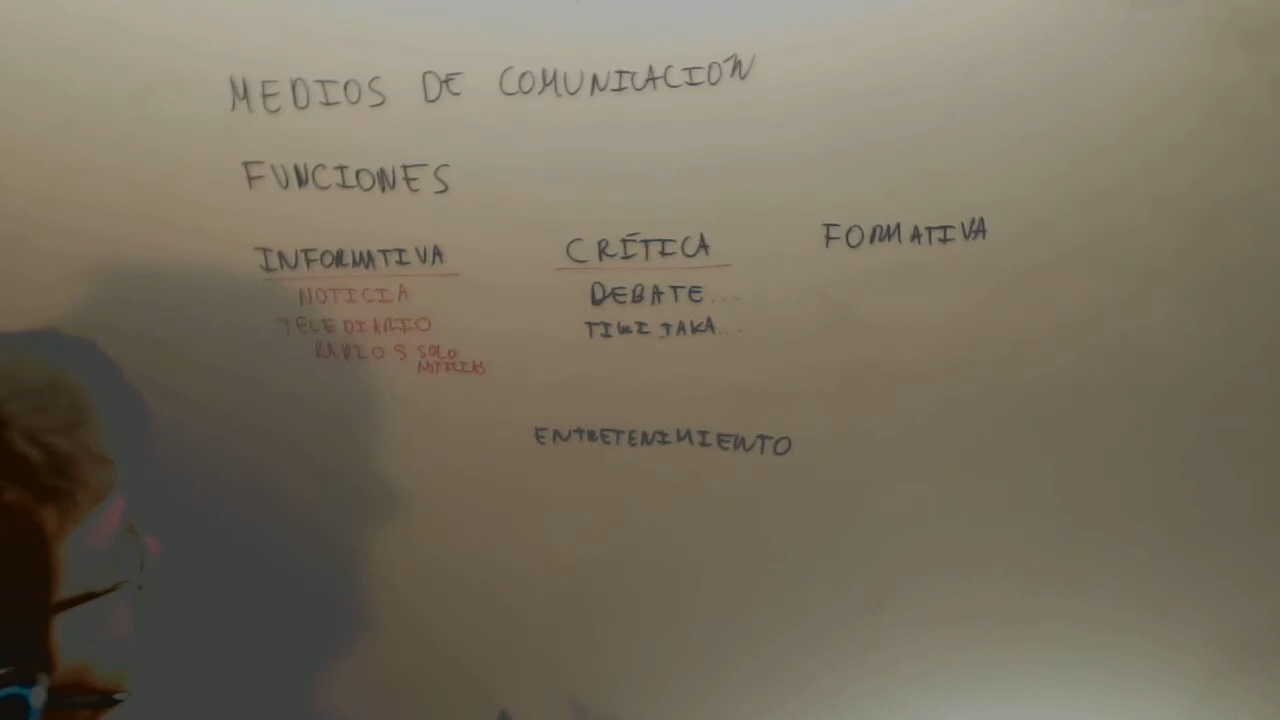 MEDIOS DE COMUNICACION
FUNCIONES
INFORMATIVA
NOTICIA
TELEDIARIO
RADIOS SOLO
NOTICIAS
CRÍTICA
DEBATE...
TIKI TAKA...
FORMATIVA
ENTRETENIMIENTO